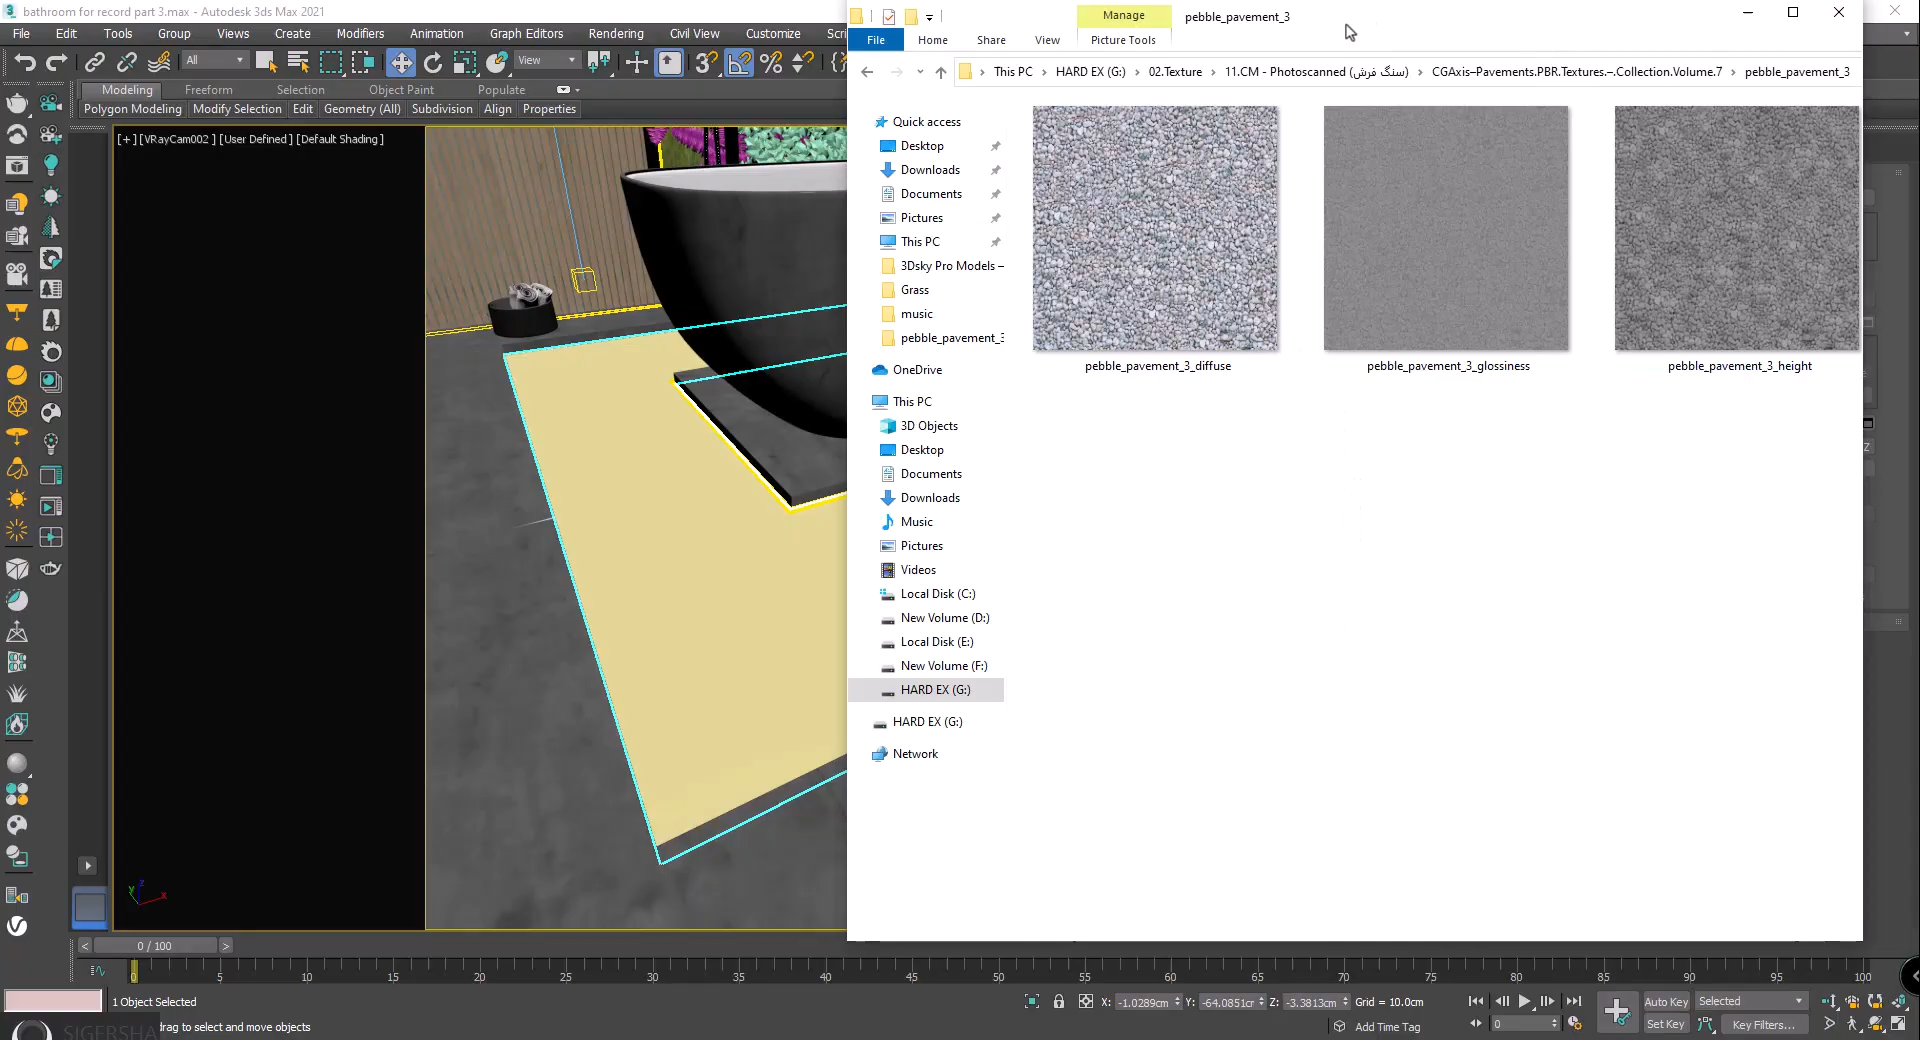 bathroom for record part 3.max - Autodesk 3ds Max 2021
File Edit Tools Group Views Create Modifiers Animation Graph Editors Rendering Civil View Customize Scri
All
View
Modeling Freeform Selection Object Paint Populate
Polygon Modeling Modify Selection Edit Geometry (All) Subdivision Align Properties
[+] [VRayCam002 ] [User Defined ] [Default Shading ]
Manage
pebble_pavement_3
File Home Share View Picture Tools
This PC > HARD EX (G:) > 02.Texture > 11.CM - Photoscanned (سنگ فرش) > CGAxis–Pavements.PBR.Textures.–.Collection.Volume.7 > pebble_pavement_3
Quick access
Desktop
Downloads
Documents
Pictures
This PC
3Dsky Pro Models –
Grass
music
pebble_pavement_3
OneDrive
This PC
3D Objects
Desktop
Documents
Downloads
Music
Pictures
Videos
Local Disk (C:)
New Volume (D:)
Local Disk (E:)
New Volume (F:)
HARD EX (G:)
HARD EX (G:)
Network
pebble_pavement_3_diffuse
pebble_pavement_3_glossiness
pebble_pavement_3_height
Z
z
y
x
< 0 / 100 >
0 5 10 15 20 25 30 35 40 45 50 55 60 65 70 75 80 85 90 95 100
1 Object Selected
X: -1.0289cm Y: -64.0851cr Z: -3.3813cm Grid = 10.0cm
Auto Key Selected
SIGERSHA
drag to select and move objects
Add Time Tag
0
Set Key Key Filters...